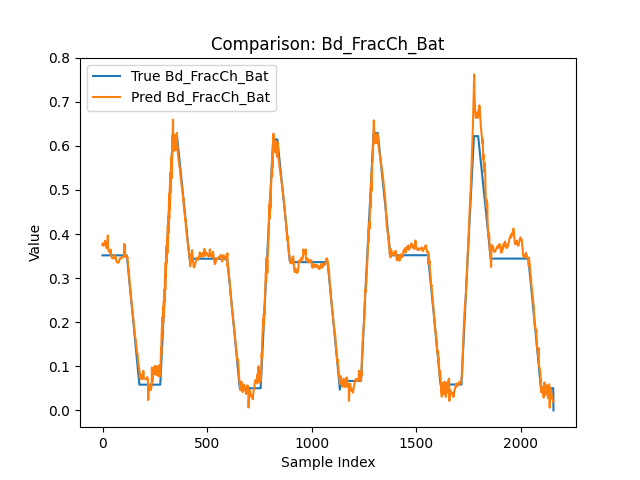 Comparison: Bd_FracCh_Bat
True Bd_FracCh_Bat
Pred Bd_FracCh_Bat
Value
0.8
0.7
0.6
0.5
0.4
0.3
0.2
0.1
0.0
0 500 1000 1500 2000
Sample Index